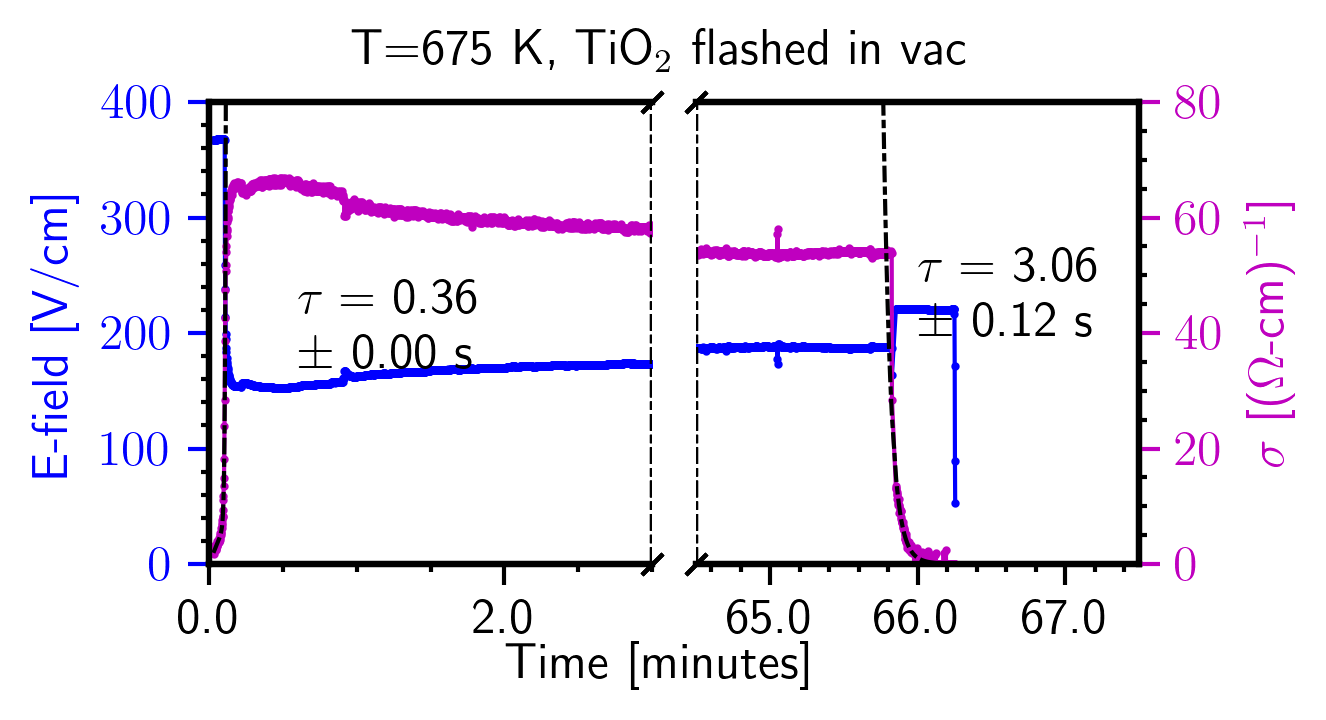 T=675 K, TiO₂ flashed in vac
400
300
200
100
0
E-field [V/cm]
τ = 0.36
± 0.00 s
τ = 3.06
± 0.12 s
80
60
40
20
0
σ [(Ω-cm)⁻¹]
0.0 2.0 65.0 66.0 67.0
Time [minutes]